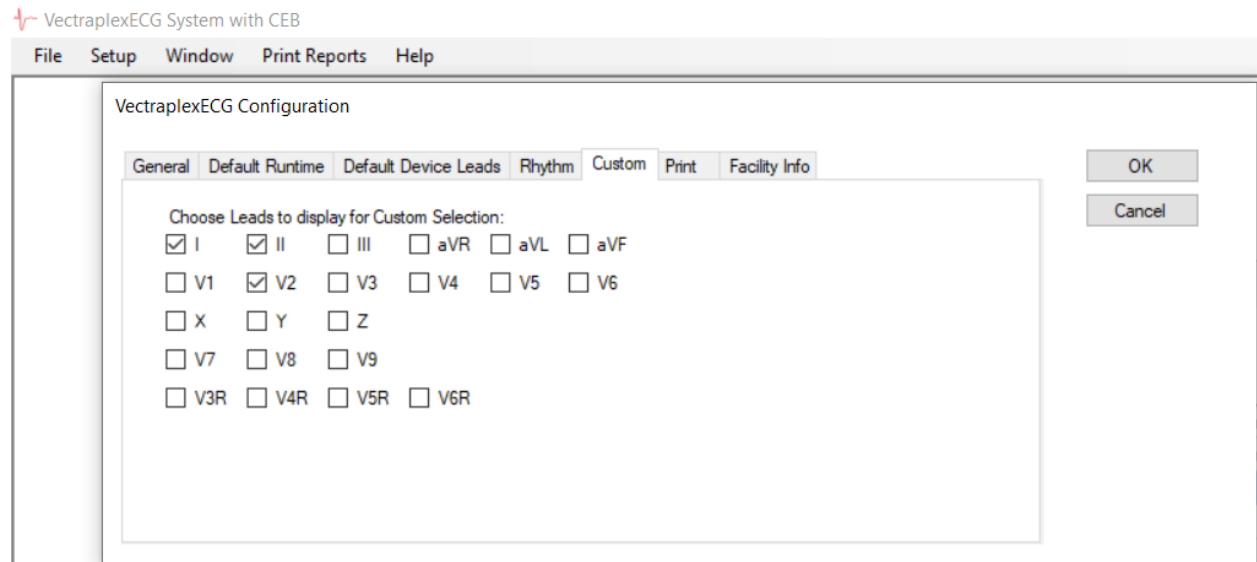 VectraplexECG System with CEB
File Setup Window Print Reports Help
VectraplexECG Configuration
General Default Runtime Default Device Leads Rhythm Custom Print Facility Info
OK
Cancel
Choose Leads to display for Custom Selection:
I II III aVR aVL aVF
V1 V2 V3 V4 V5 V6
X Y Z
V7 V8 V9
V3R V4R V5R V6R